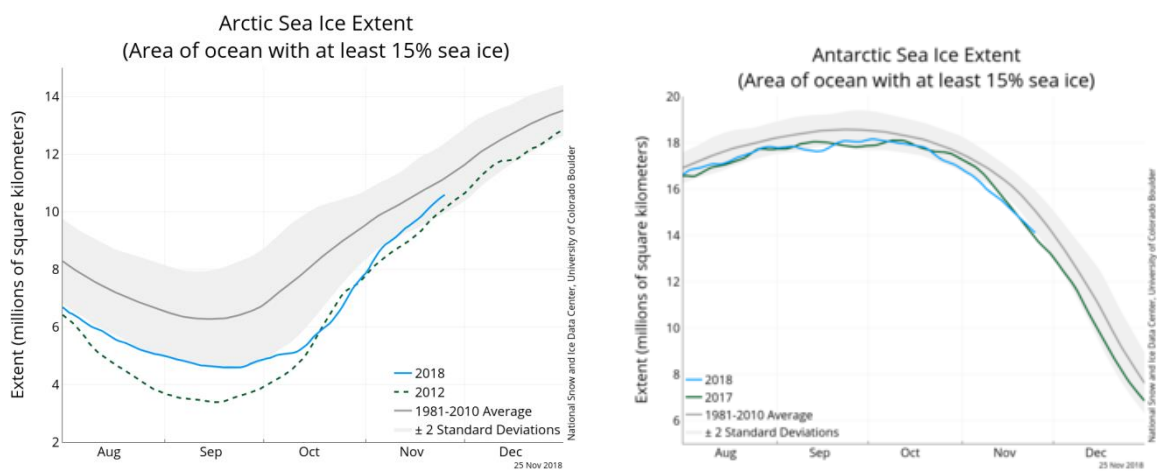 Arctic Sea Ice Extent
(Area of ocean with at least 15% sea ice)
Extent (millions of square kilometers)
14
12
10
8
6
4
2
Aug
Sep
Oct
Nov
Dec
2018
2012
1981-2010 Average
± 2 Standard Deviations
National Snow and Ice Data Center, University of Colorado Boulder
25 Nov 2018
Antarctic Sea Ice Extent
(Area of ocean with at least 15% sea ice)
Extent (millions of square kilometers)
20
18
16
14
12
10
8
6
Aug
Sep
Oct
Nov
Dec
2018
2017
1981-2010 Average
± 2 Standard Deviations
National Snow and Ice Data Center, University of Colorado Boulder
25 Nov 2018